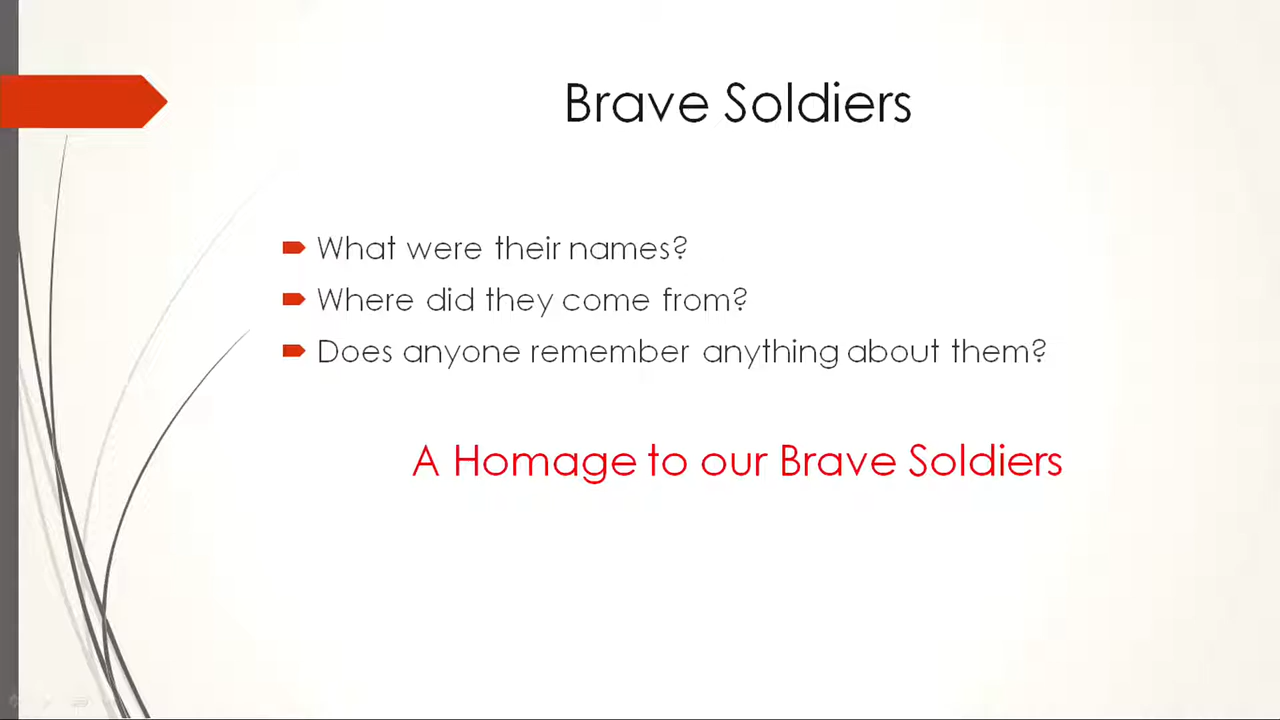 Brave Soldiers
What were their names?
Where did they come from?
Does anyone remember anything about them?
A Homage to our Brave Soldiers